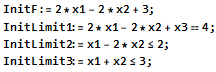 InitF := 2 * x1 - 2 * x2 + 3;
InitLimit1 := 2 * x1 - 2 * x2 + x3 == 4;
InitLimit2 := x1 - 2 * x2 ≤ 2;
InitLimit3 := x1 + x2 ≤ 3;